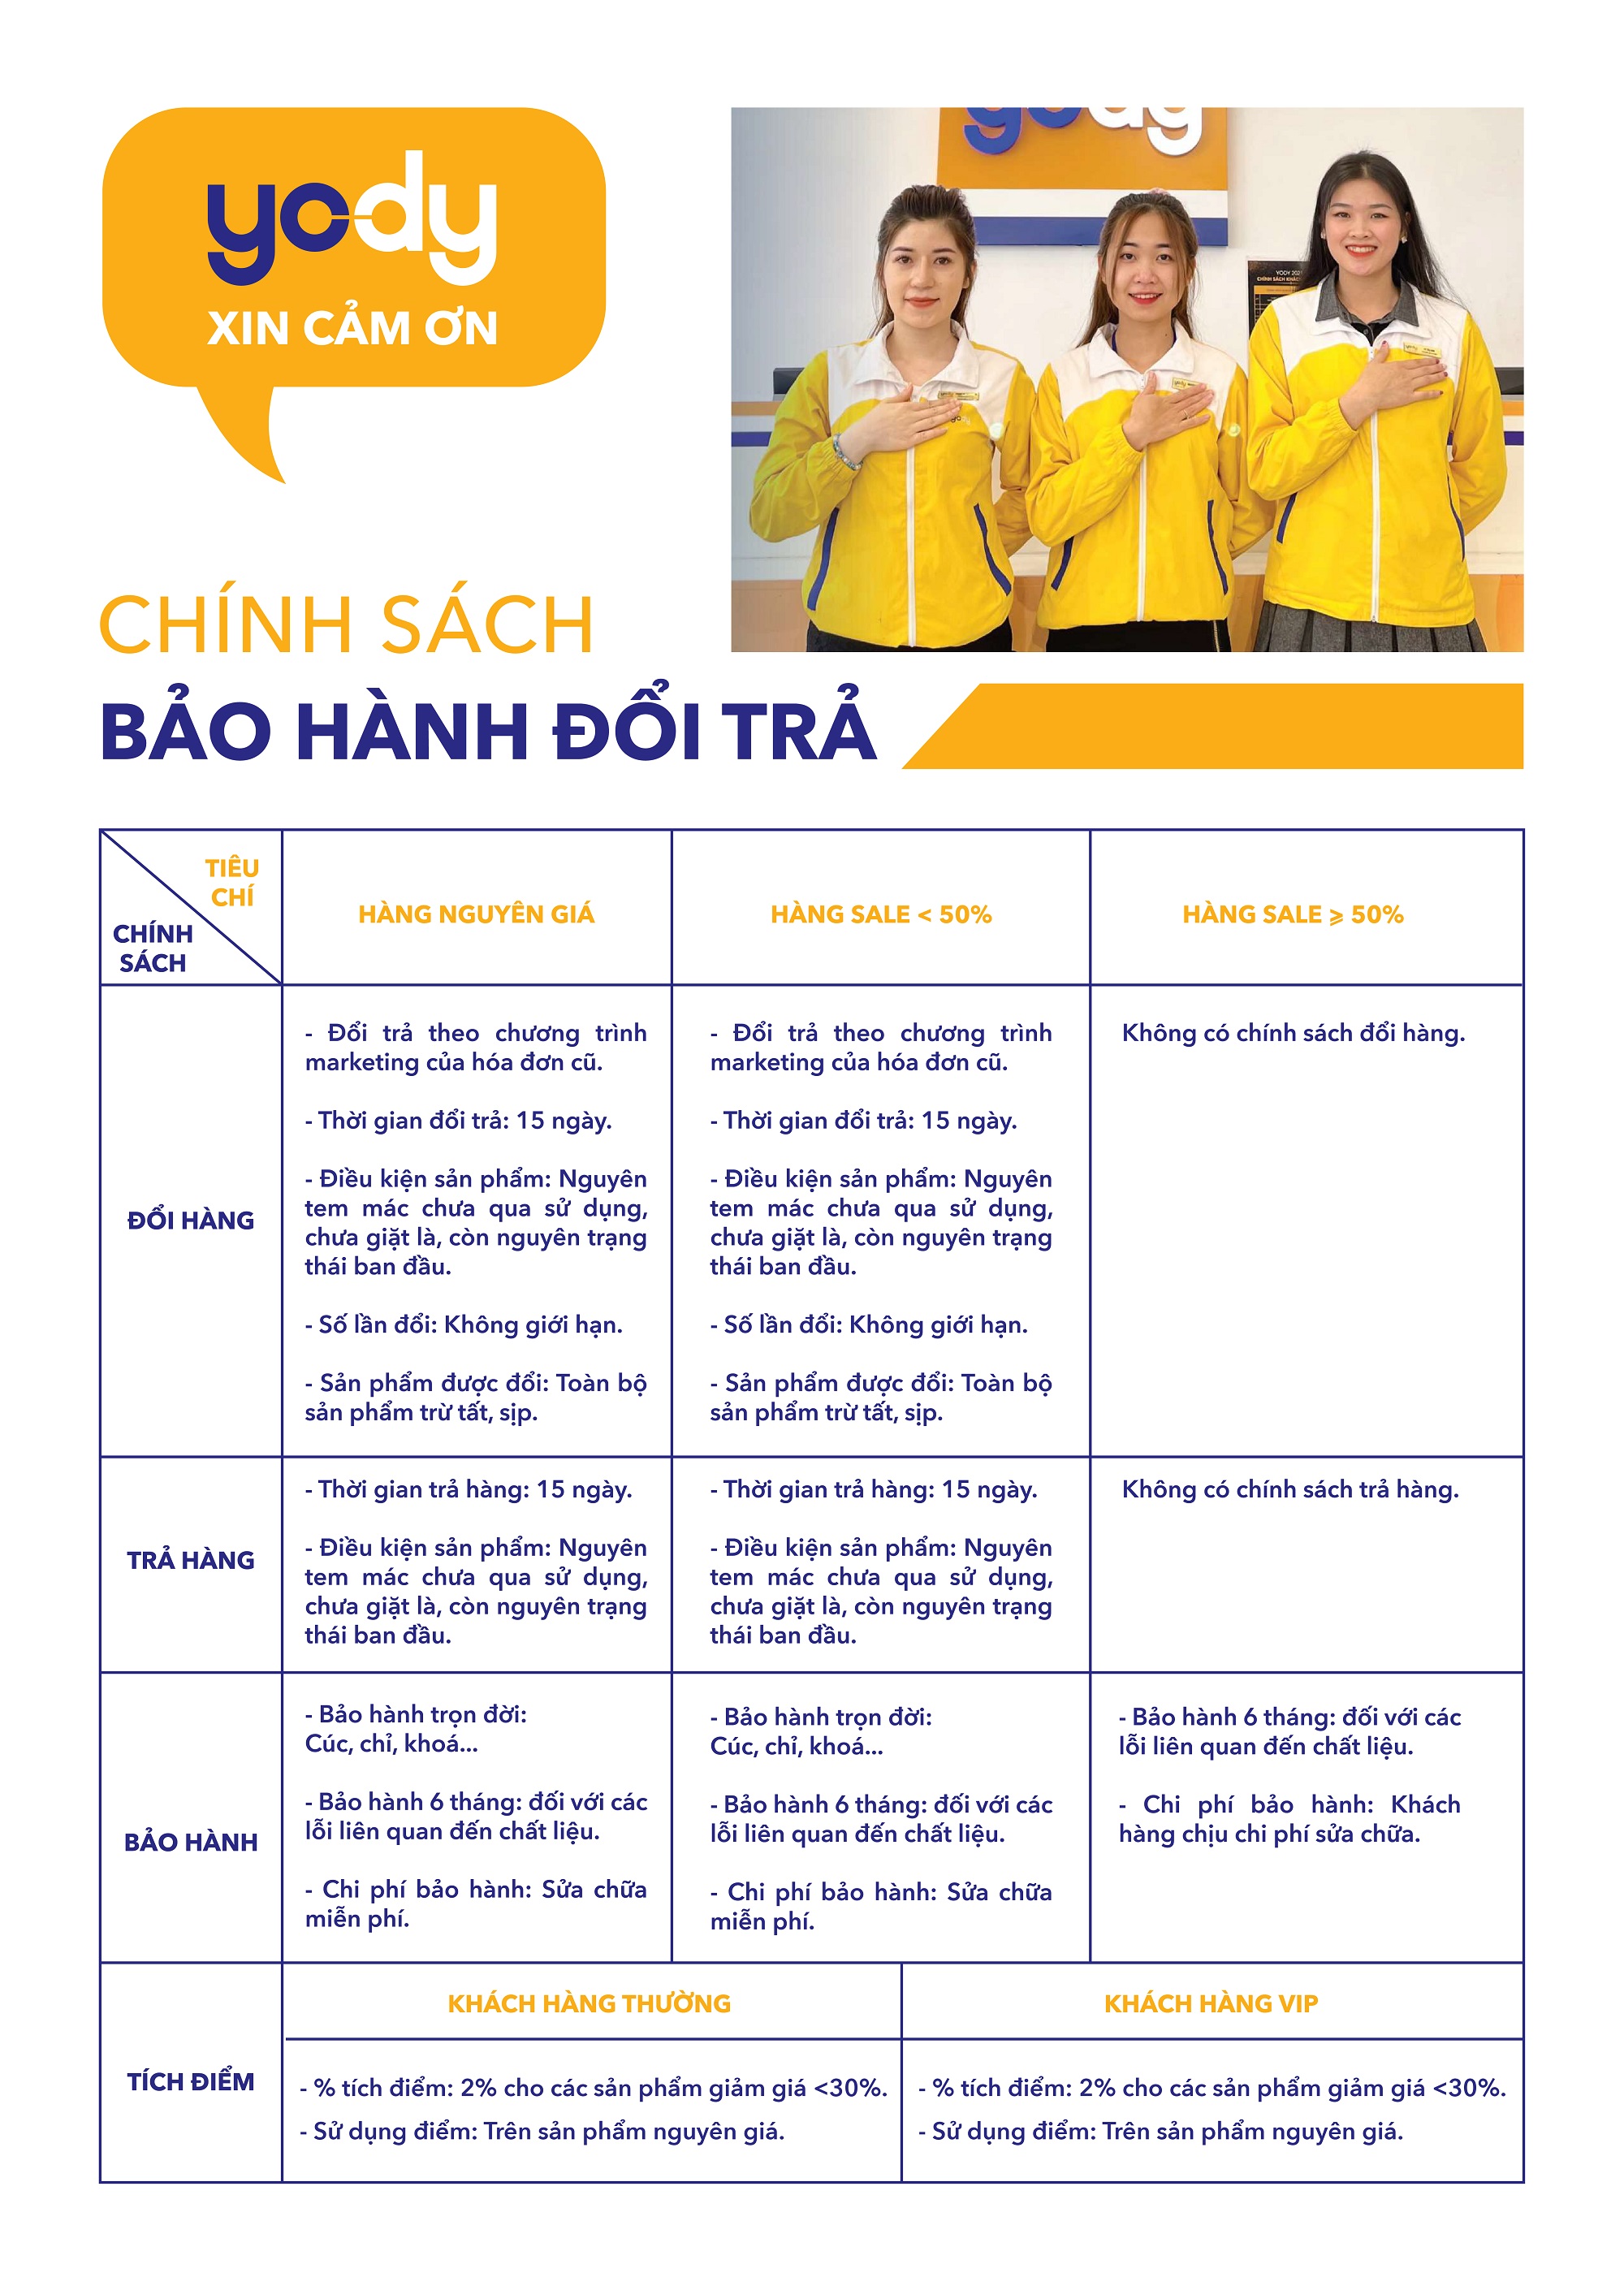 yody
XIN CẢM ƠN
yody
YODY 202
CHÍNH SÁCH
BẢO HÀNH ĐỔI TRẢ
TIÊU
CHÍ
CHÍNH
SÁCH
HÀNG NGUYÊN GIÁ
HÀNG SALE < 50%
HÀNG SALE ⩾ 50%
ĐỔI HÀNG
- Đổi trả theo chương trình
marketing của hóa đơn cũ.
- Thời gian đổi trả: 15 ngày.
- Điều kiện sản phẩm: Nguyên
tem mác chưa qua sử dụng,
chưa giặt là, còn nguyên trạng
thái ban đầu.
- Số lần đổi: Không giới hạn.
- Sản phẩm được đổi: Toàn bộ
sản phẩm trừ tất, sịp.
- Đổi trả theo chương trình
marketing của hóa đơn cũ.
- Thời gian đổi trả: 15 ngày.
- Điều kiện sản phẩm: Nguyên
tem mác chưa qua sử dụng,
chưa giặt là, còn nguyên trạng
thái ban đầu.
- Số lần đổi: Không giới hạn.
- Sản phẩm được đổi: Toàn bộ
sản phẩm trừ tất, sịp.
Không có chính sách đổi hàng.
TRẢ HÀNG
- Thời gian trả hàng: 15 ngày.
- Điều kiện sản phẩm: Nguyên
tem mác chưa qua sử dụng,
chưa giặt là, còn nguyên trạng
thái ban đầu.
- Thời gian trả hàng: 15 ngày.
- Điều kiện sản phẩm: Nguyên
tem mác chưa qua sử dụng,
chưa giặt là, còn nguyên trạng
thái ban đầu.
Không có chính sách trả hàng.
BẢO HÀNH
- Bảo hành trọn đời:
Cúc, chỉ, khoá...
- Bảo hành 6 tháng: đối với các
lỗi liên quan đến chất liệu.
- Chi phí bảo hành: Sửa chữa
miễn phí.
- Bảo hành trọn đời:
Cúc, chỉ, khoá...
- Bảo hành 6 tháng: đối với các
lỗi liên quan đến chất liệu.
- Chi phí bảo hành: Sửa chữa
miễn phí.
- Bảo hành 6 tháng: đối với các
lỗi liên quan đến chất liệu.
- Chi phí bảo hành: Khách
hàng chịu chi phí sửa chữa.
TÍCH ĐIỂM
KHÁCH HÀNG THƯỜNG
- % tích điểm: 2% cho các sản phẩm giảm giá <30%.
- Sử dụng điểm: Trên sản phẩm nguyên giá.
KHÁCH HÀNG VIP
- % tích điểm: 2% cho các sản phẩm giảm giá <30%.
- Sử dụng điểm: Trên sản phẩm nguyên giá.